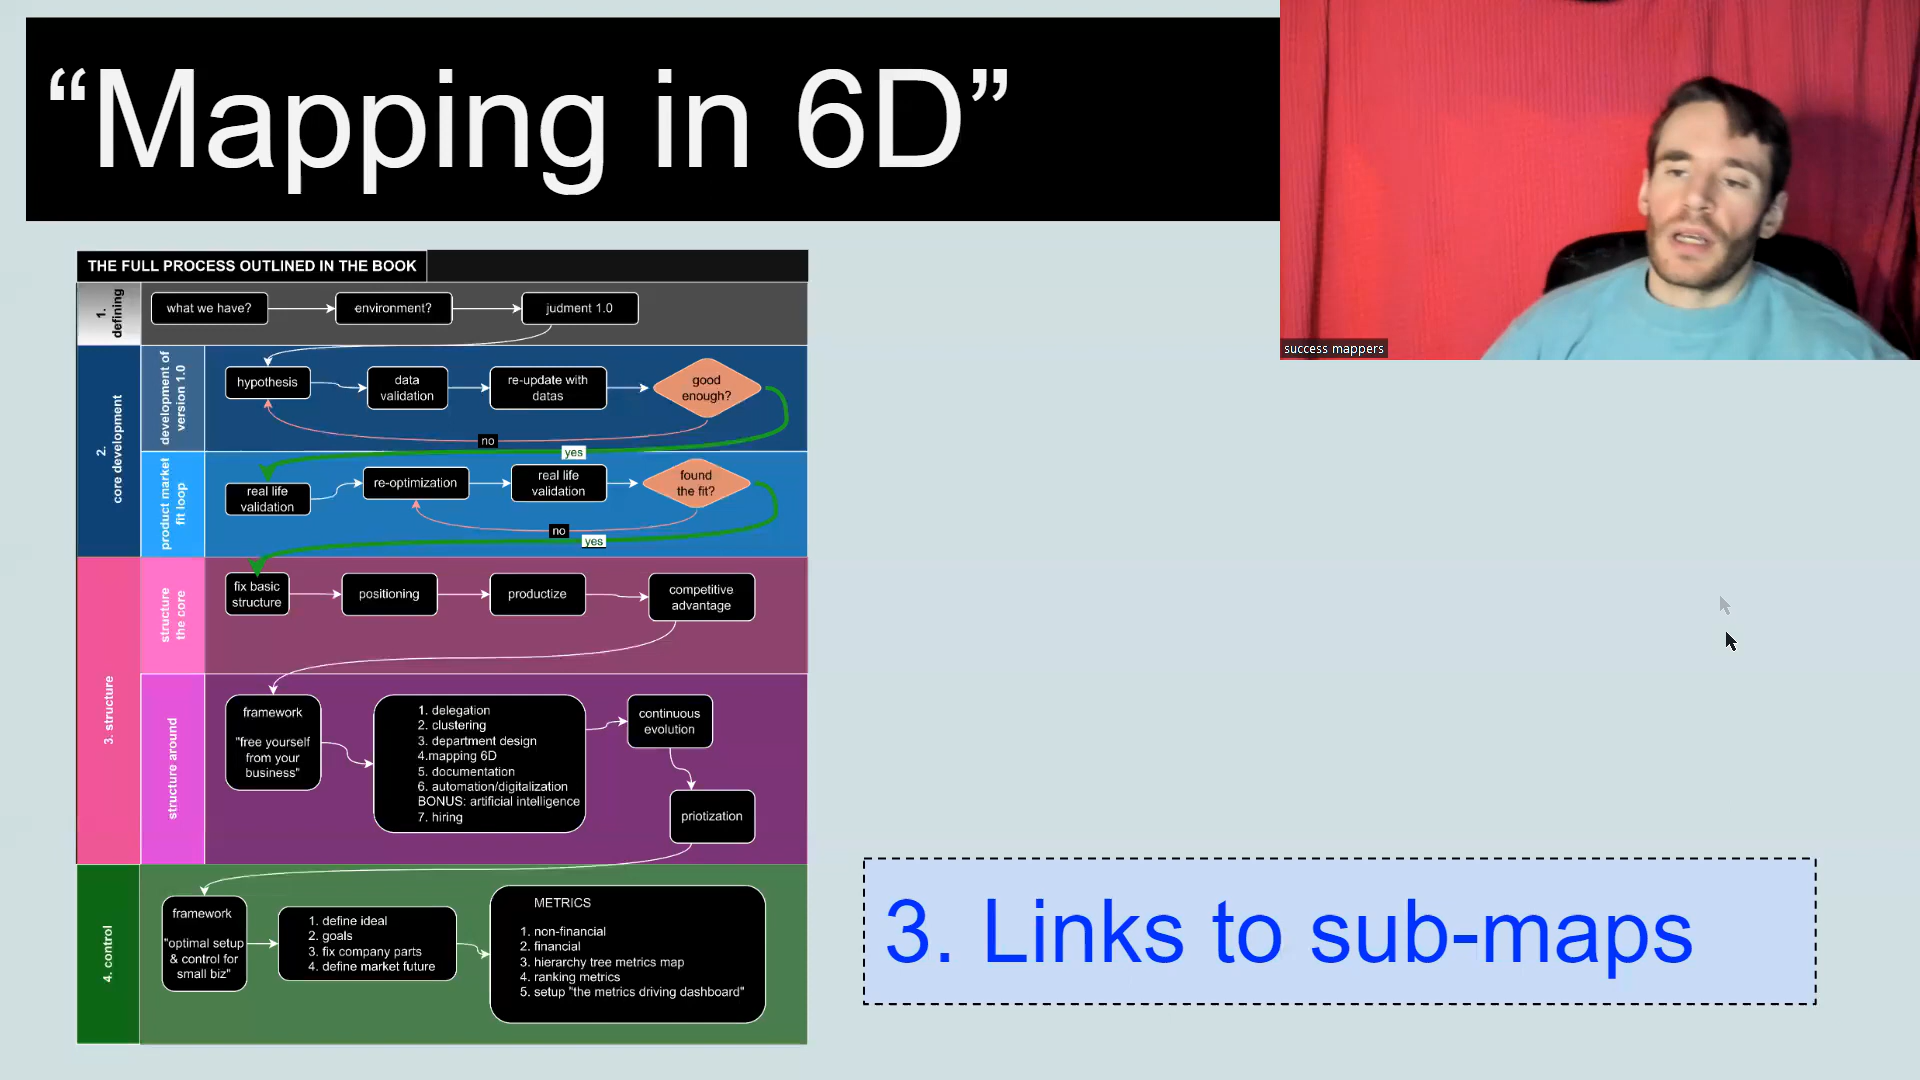 “Mapping in 6D”
success mappers
THE FULL PROCESS OUTLINED IN THE BOOK
1.
defining
what we have?
environment?
judgment 1.0
2.
core development
development of
version 1.0
hypothesis
data
validation
re-update with
datas
good
enough?
no
yes
product market
fit loop
real life
validation
re-optimization
real life
validation
found
the fit?
no
yes
3. structure
structure
the core
fix basic
structure
positioning
productize
competitive
advantage
structure around
framework
"free yourself
from your
business"
1. delegation
2. clustering
3. department design
4.mapping 6D
5. documentation
6. automation/digitalization
BONUS: artificial intelligence
7. hiring
continuous
evolution
priotization
4. control
framework
"optimal setup
& control for
small biz"
1. define ideal
2. goals
3. fix company parts
4. define market future
METRICS
1. non-financial
2. financial
3. hierarchy tree metrics map
4. ranking metrics
5. setup "the metrics driving dashboard"
3. Links to sub-maps